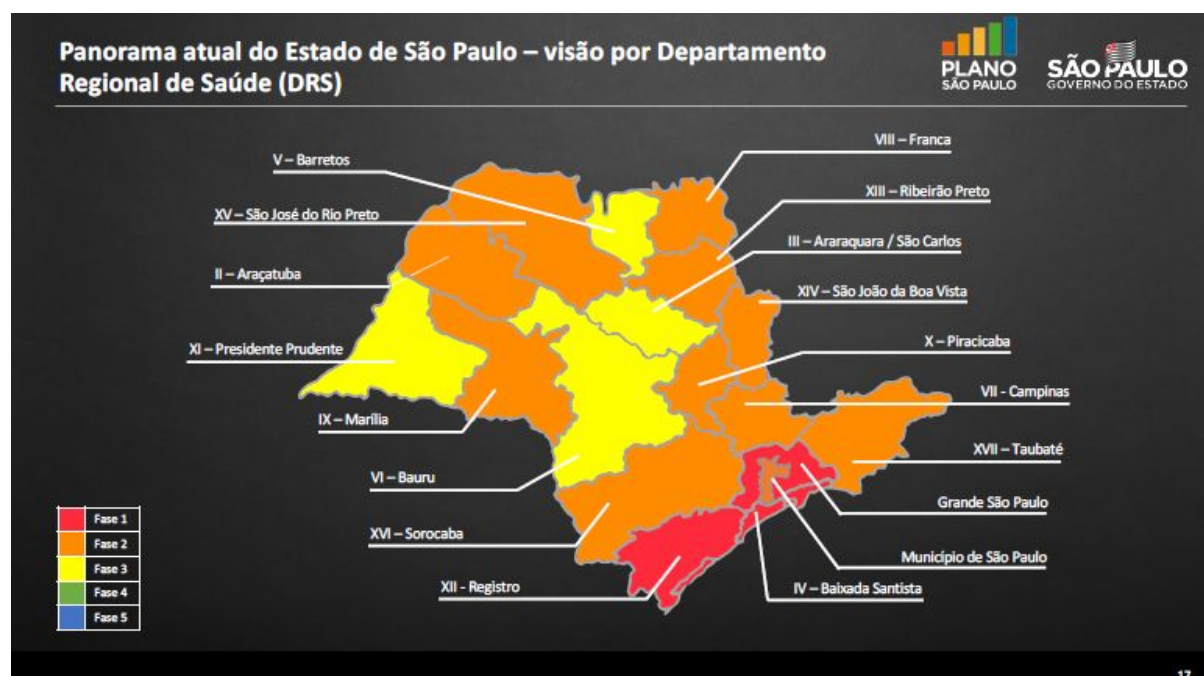 Panorama atual do Estado de São Paulo – visão por Departamento
Regional de Saúde (DRS)
PLANO
SÃO PAULO
SÃO PAULO
GOVERNO DO ESTADO
V – Barretos
VIII – Franca
XV – São José do Rio Preto
XIII – Ribeirão Preto
III – Araraquara / São Carlos
II – Araçatuba
XIV – São João da Boa Vista
XI – Presidente Prudente
X – Piracicaba
VII - Campinas
IX – Marília
XVII – Taubaté
VI – Bauru
Grande São Paulo
XVI – Sorocaba
Município de São Paulo
XII - Registro
IV – Baixada Santista
Fase 1
Fase 2
Fase 3
Fase 4
Fase 5
17